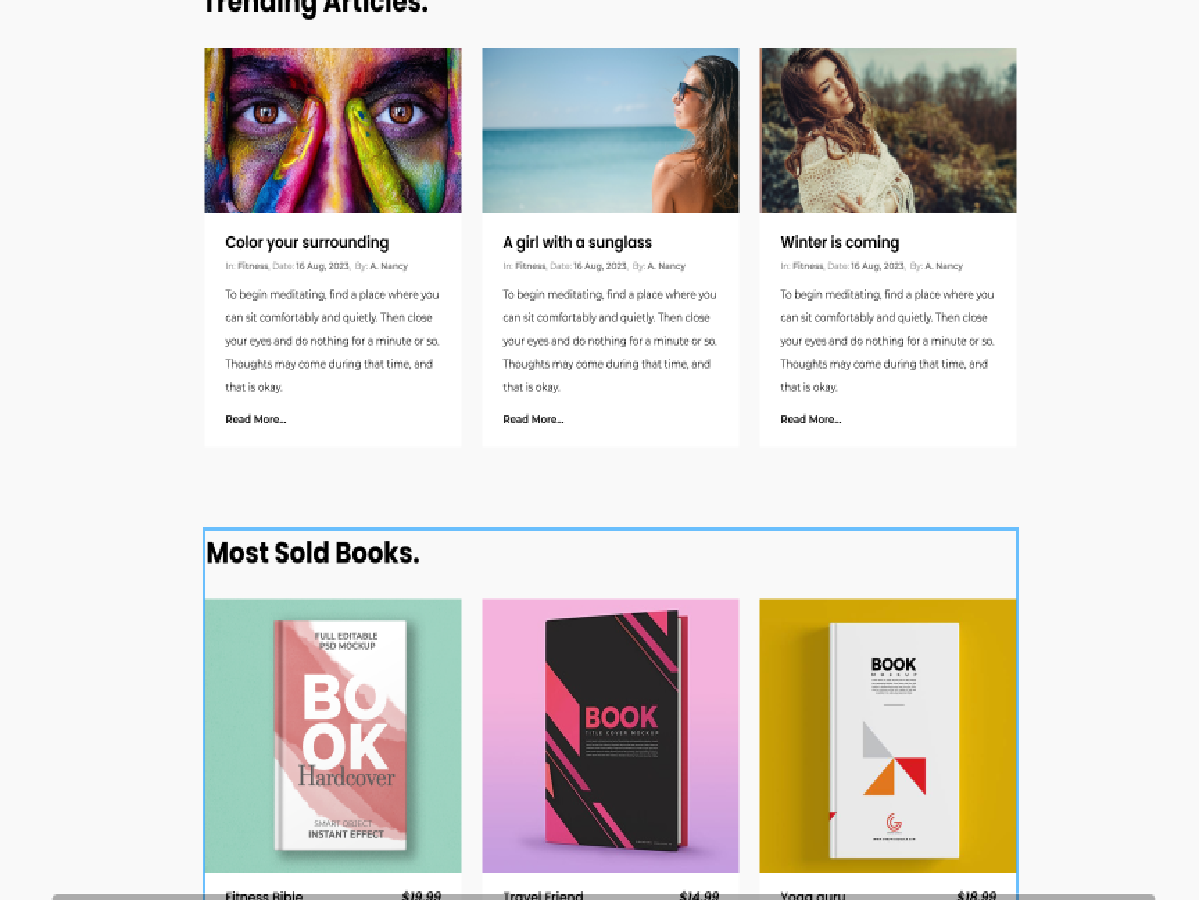 Trending Articles.
Color your surrounding
In: Fitness, Date: 16 Aug, 2023, By: A. Nancy
To begin meditating, find a place where you
can sit comfortably and quietly. Then close
your eyes and do nothing for a minute or so.
Thoughts may come during that time, and
that is okay.
Read More...
A girl with a sunglass
In: Fitness, Date: 16 Aug, 2023, By: A. Nancy
To begin meditating, find a place where you
can sit comfortably and quietly. Then close
your eyes and do nothing for a minute or so.
Thoughts may come during that time, and
that is okay.
Read More...
Winter is coming
In: Fitness, Date: 16 Aug, 2023, By: A. Nancy
To begin meditating, find a place where you
can sit comfortably and quietly. Then close
your eyes and do nothing for a minute or so.
Thoughts may come during that time, and
that is okay.
Read More...
Most Sold Books.
FULL EDITABLE
PSD MOCKUP
BO
OK
Hardcover
SMART OBJECT
INSTANT EFFECT
BOOK
TITLE COVER MOCKUP
BOOK
MOCKUP
Fitness Bible $19.99
Travel Friend $14.99
Yoga guru $18.99